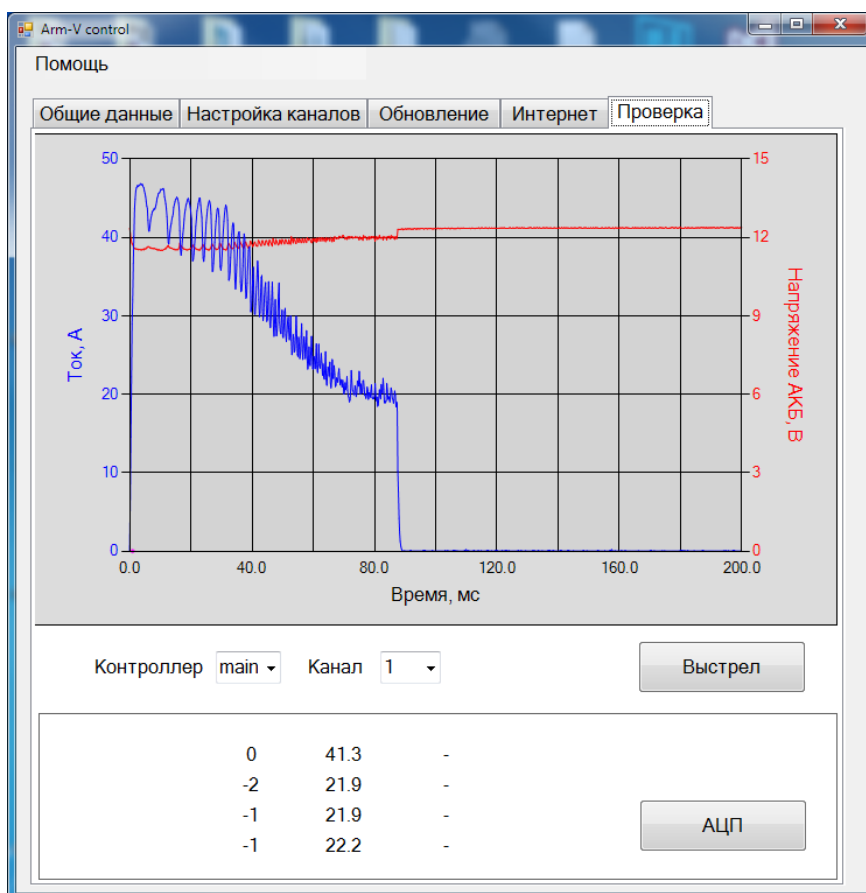 Arm-V control
Помощь
Общие данные Настройка каналов Обновление Интернет Проверка
50 15
40 12
30 9
20 6
10 3
0 0
Ток, А
Напряжение АКБ, В
0.0 40.0 80.0 120.0 160.0 200.0
Время, мс
Контроллер main Канал 1 Выстрел
0 41.3 -
-2 21.9 -
-1 21.9 -
-1 22.2 -
АЦП